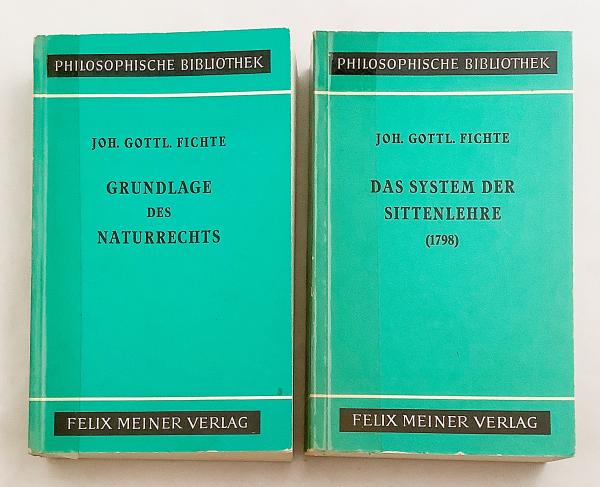 PHILOSOPHISCHE BIBLIOTHEK
JOH. GOTTL. FICHTE
GRUNDLAGE
DES
NATURRECHTS
FELIX MEINER VERLAG
PHILOSOPHISCHE BIBLIOTHEK
JOH. GOTTL. FICHTE
DAS SYSTEM DER
SITTENLEHRE
(1798)
FELIX MEINER VERLAG